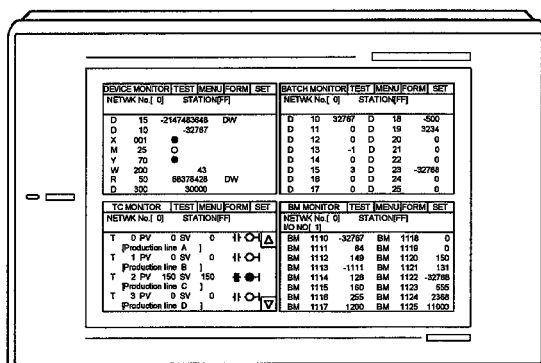 DEVICE MONITOR TEST MENU FORM SET
NETWK No.[ 0] STATION[FF]
D 15 -2147483648 DW
D 10 -32767
X 001 ●
M 25 ○
Y 70 ●
W 200 43
R 50 68378428 DW
D 300 30000
BATCH MONITOR TEST MENU FORM SET
NETWK No.[ 0] STATION[FF]
D 10 32767 D 18 -500
D 11 0 D 19 3234
D 12 0 D 20 0
D 13 -1 D 21 0
D 14 0 D 22 0
D 15 3 D 23 -32768
D 16 0 D 24 0
D 17 0 D 25 0
TC MONITOR TEST MENU FORM SET
NETWK No.[ 0] STATION[FF]
T 0 PV 0 SV 0
[Production line A ]
T 1 PV 0 SV 0
[Production line B ]
T 2 PV 150 SV 150
[Production line C ]
T 3 PV 0 SV 0
[Production line D ]
BM MONITOR TEST MENU FORM SET
NETWK No.[ 0] STATION[FF]
I/O NO[ 1]
BM 1110 -32767 BM 1118 0
BM 1111 84 BM 1119 0
BM 1112 149 BM 1120 150
BM 1113 -1111 BM 1121 131
BM 1114 128 BM 1122 -32768
BM 1115 160 BM 1123 555
BM 1116 255 BM 1124 2368
BM 1117 1200 BM 1125 11000